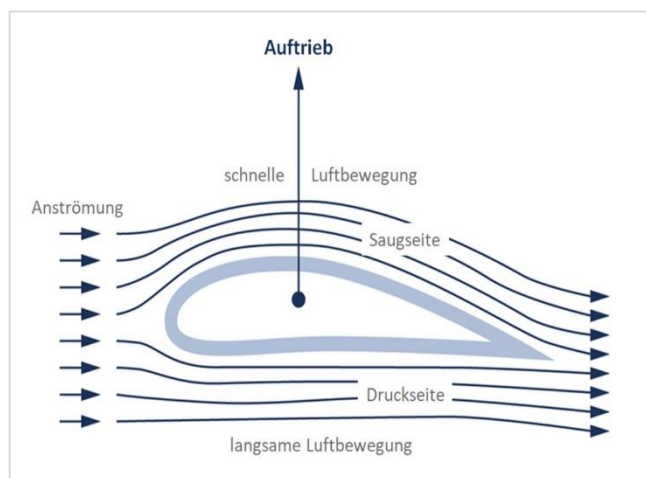 Auftrieb
schnelle Luftbewegung
Anströmung
Saugseite
Druckseite
langsame Luftbewegung